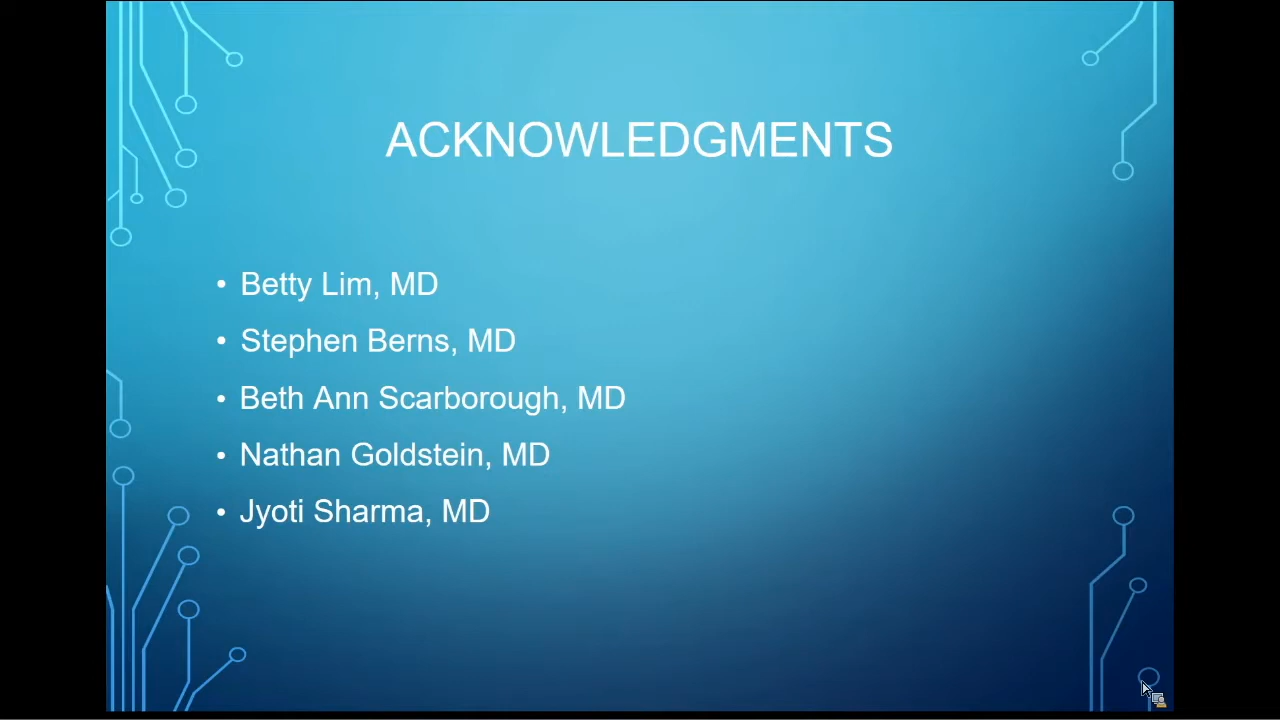 ACKNOWLEDGMENTS
• Betty Lim, MD
• Stephen Berns, MD
• Beth Ann Scarborough, MD
• Nathan Goldstein, MD
• Jyoti Sharma, MD